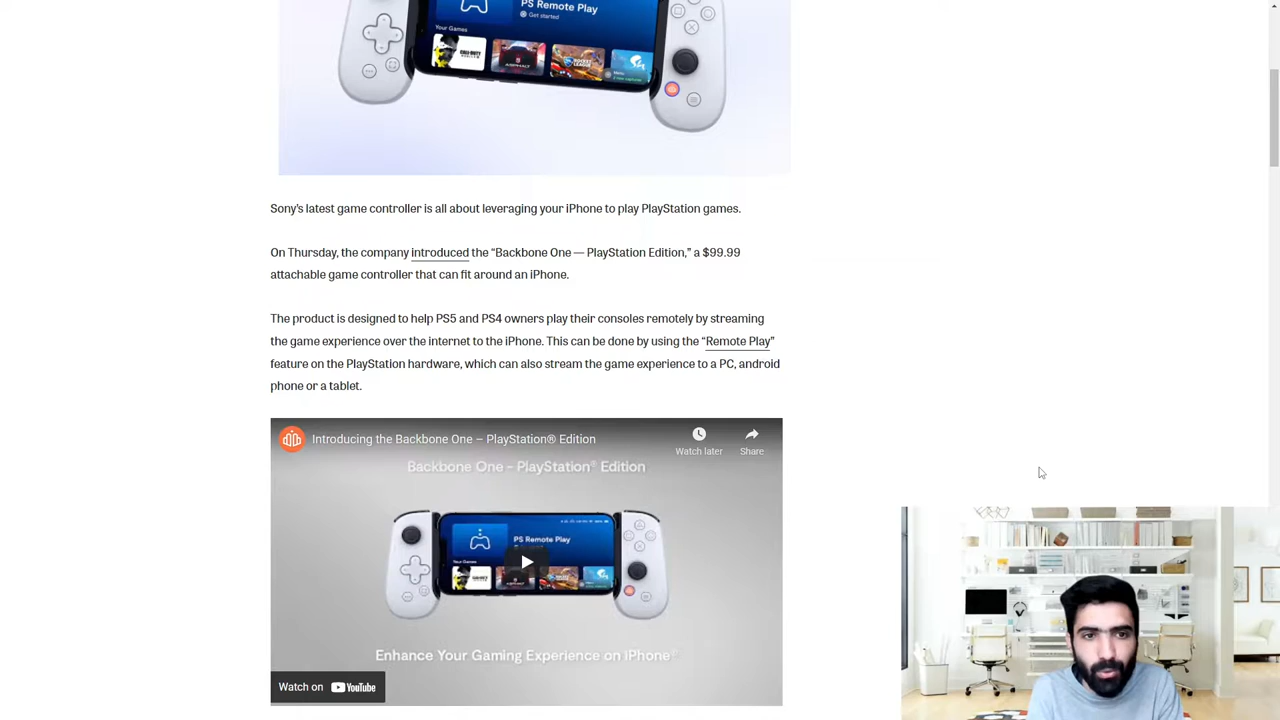 PS Remote Play
Get started
Your Games
Sony’s latest game controller is all about leveraging your iPhone to play PlayStation games.
On Thursday, the company introduced the “Backbone One — PlayStation Edition,” a $99.99
attachable game controller that can fit around an iPhone.
The product is designed to help PS5 and PS4 owners play their consoles remotely by streaming
the game experience over the internet to the iPhone. This can be done by using the “Remote Play”
feature on the PlayStation hardware, which can also stream the game experience to a PC, android
phone or a tablet.
Introducing the Backbone One – PlayStation® Edition
Watch later
Share
Backbone One - PlayStation® Edition
PS Remote Play
Your Games
Enhance Your Gaming Experience on iPhone®
Watch on YouTube